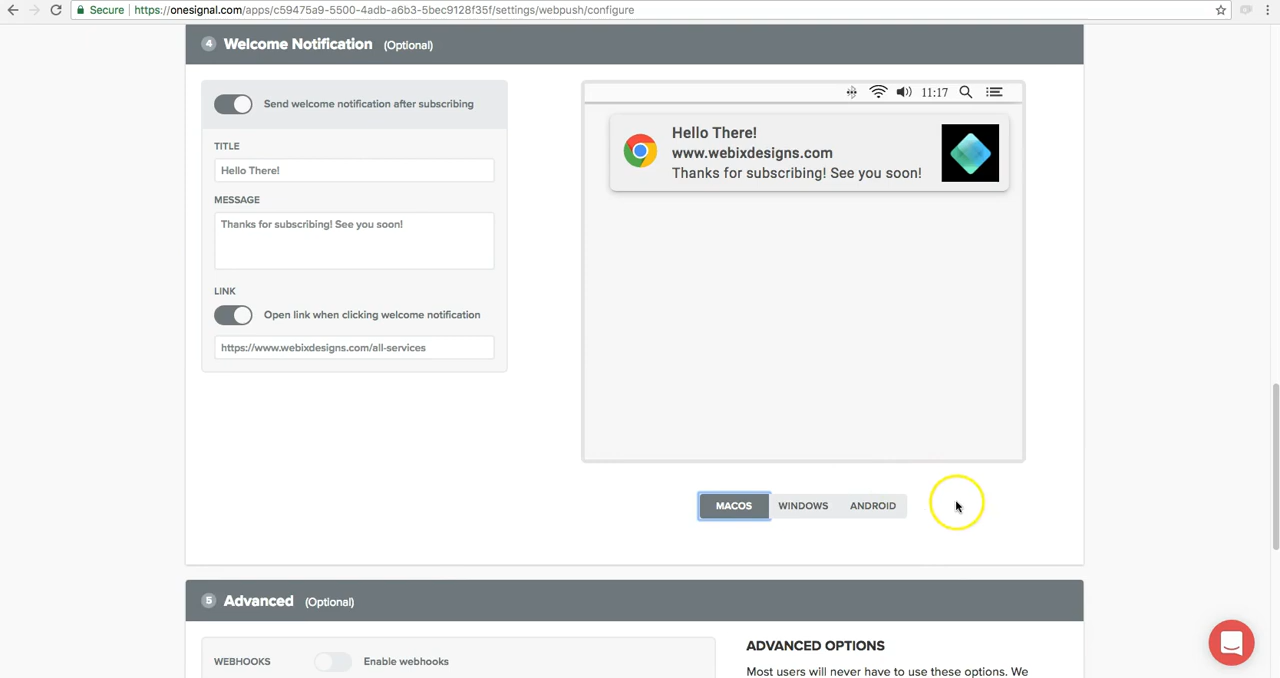 Secure https://onesignal.com/apps/c59475a9-5500-4adb-a6b3-5bec9128f35f/settings/webpush/configure
4 Welcome Notification (Optional)
Send welcome notification after subscribing
TITLE
Hello There!
MESSAGE
Thanks for subscribing! See you soon!
LINK
Open link when clicking welcome notification
https://www.webixdesigns.com/all-services
11:17
Hello There!
www.webixdesigns.com
Thanks for subscribing! See you soon!
MACOS WINDOWS ANDROID
5 Advanced (Optional)
WEBHOOKS Enable webhooks
ADVANCED OPTIONS
Most users will never have to use these options. We